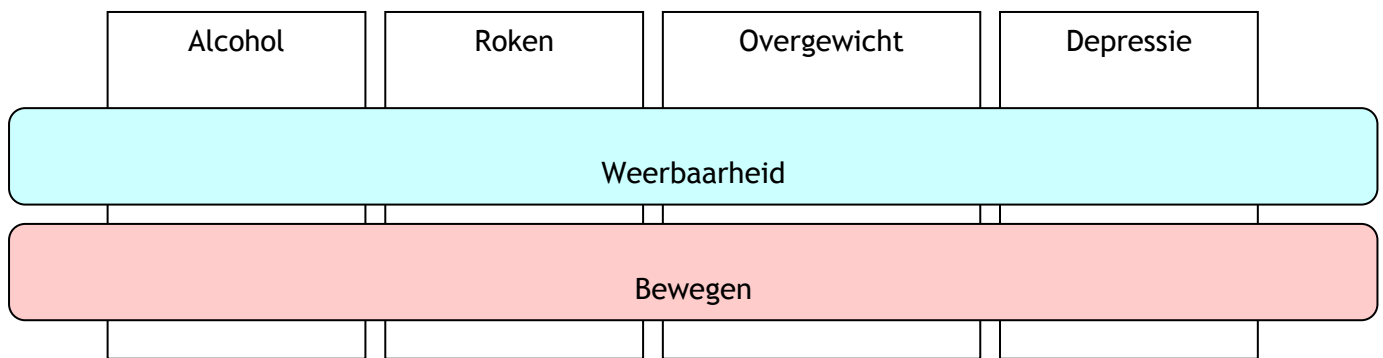 Alcohol
Roken
Overgewicht
Depressie
Weerbaarheid
Bewegen